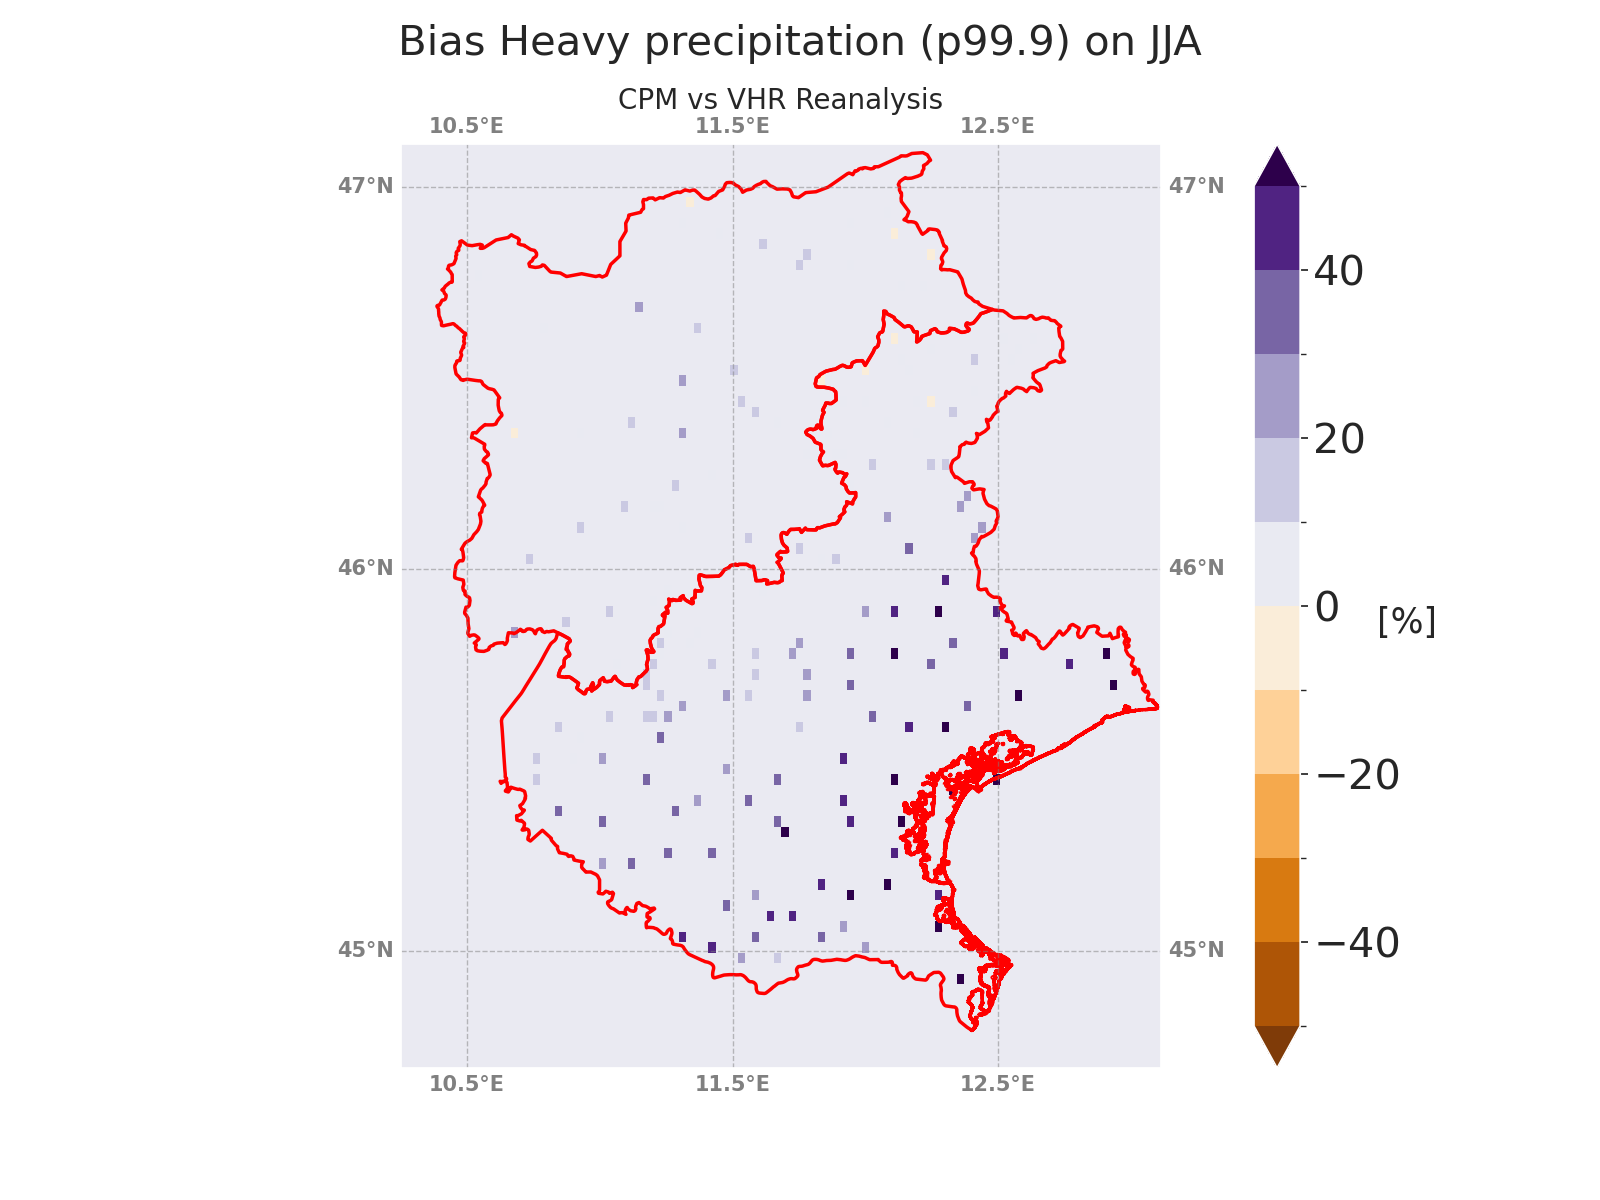 Bias Heavy precipitation (p99.9) on JJA
CPM vs VHR Reanalysis
10.5°E 11.5°E 12.5°E
47°N 47°N
40
20
46°N 46°N
0
[%]
−20
45°N 45°N
−40
10.5°E 11.5°E 12.5°E